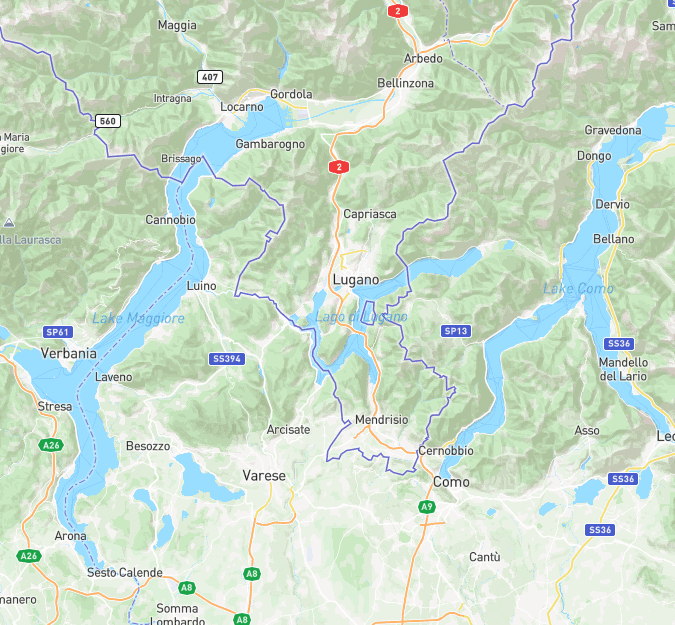 2
Maggia
Sam
Arbedo
407
Bellinzona
Intragna
Gordola
Locarno
560
Gravedona
a Maria
ggiore
Gambarogno
Brissago
Dongo
2
Dervio
Cannobio
Capriasca
lla Laurasca
Bellano
Lugano
Luino
Lake Como
Lake Maggiore
Lago di Lugano
SP61
SP13
SS36
Verbania
SS394
Mandello
del Lario
Laveno
Stresa
Mendrisio
Arcisate
Asso
A26
Besozzo
Lec
Cernobbio
Varese
Como
SS36
A9
SS36
Arona
A26
Cantù
Sesto Calende
A8
A8
manero
Somma
Lombardo
A8